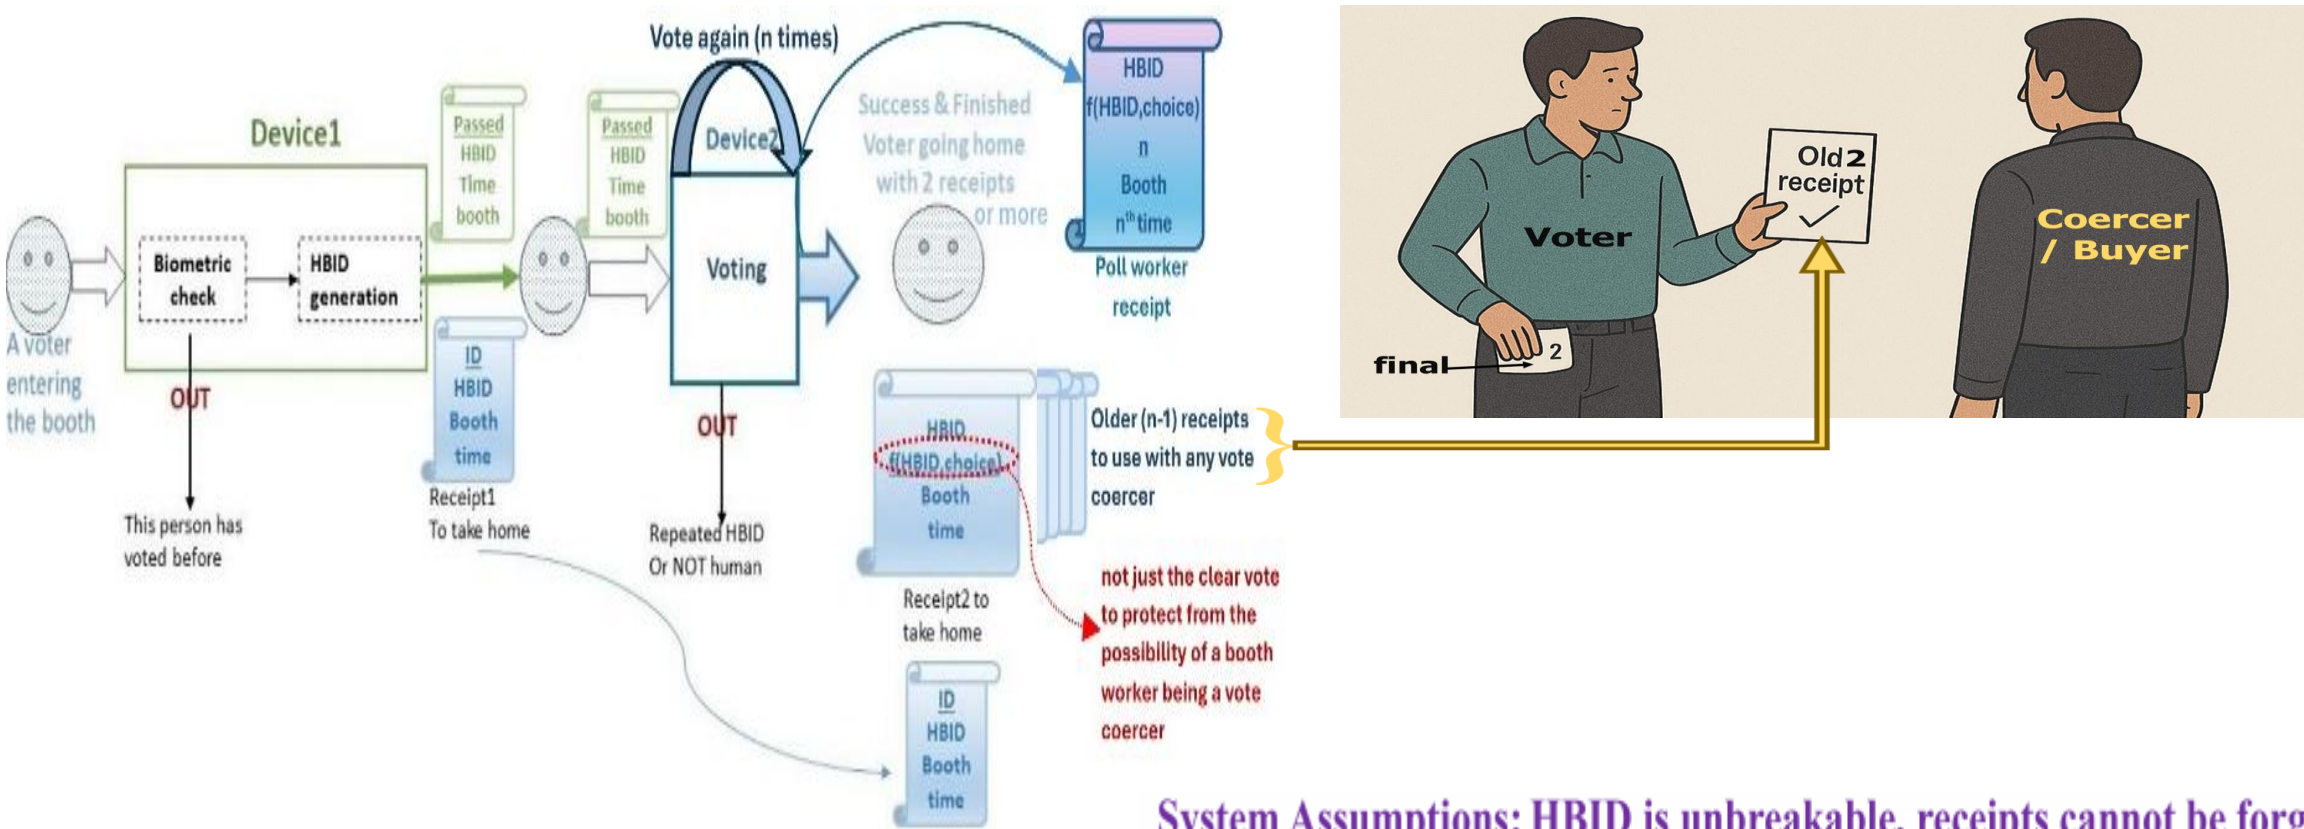 Vote again (n times)
Device1
Device2
A voter
entering
the booth
Biometric
check
HBID
generation
OUT
This person has
voted before
Passed
HBID
Time
booth
ID
HBID
Booth
time
Receipt1
To take home
Passed
HBID
Time
booth
Voting
OUT
Repeated HBID
Or NOT human
Success & Finished
Voter going home
with 2 receipts
or more
HBID
f(HBID,choice)
n
Booth
nth time
Poll worker
receipt
HBID
f(HBID,choice)
Booth
time
Receipt2 to
take home
Older (n-1) receipts
to use with any vote
coercer
not just the clear vote
to protect from the
possibility of a booth
worker being a vote
coercer
ID
HBID
Booth
time
Voter
Old 2
receipt
final
2
Coercer
/ Buyer
System Assumptions: HBID is unbreakable, receipts cannot be